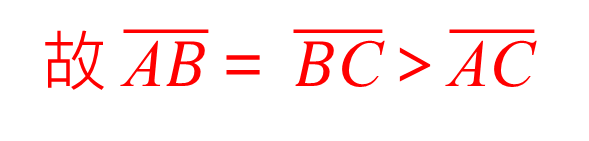 故 $\overline{AB} = \overline{BC} > \overline{AC}$